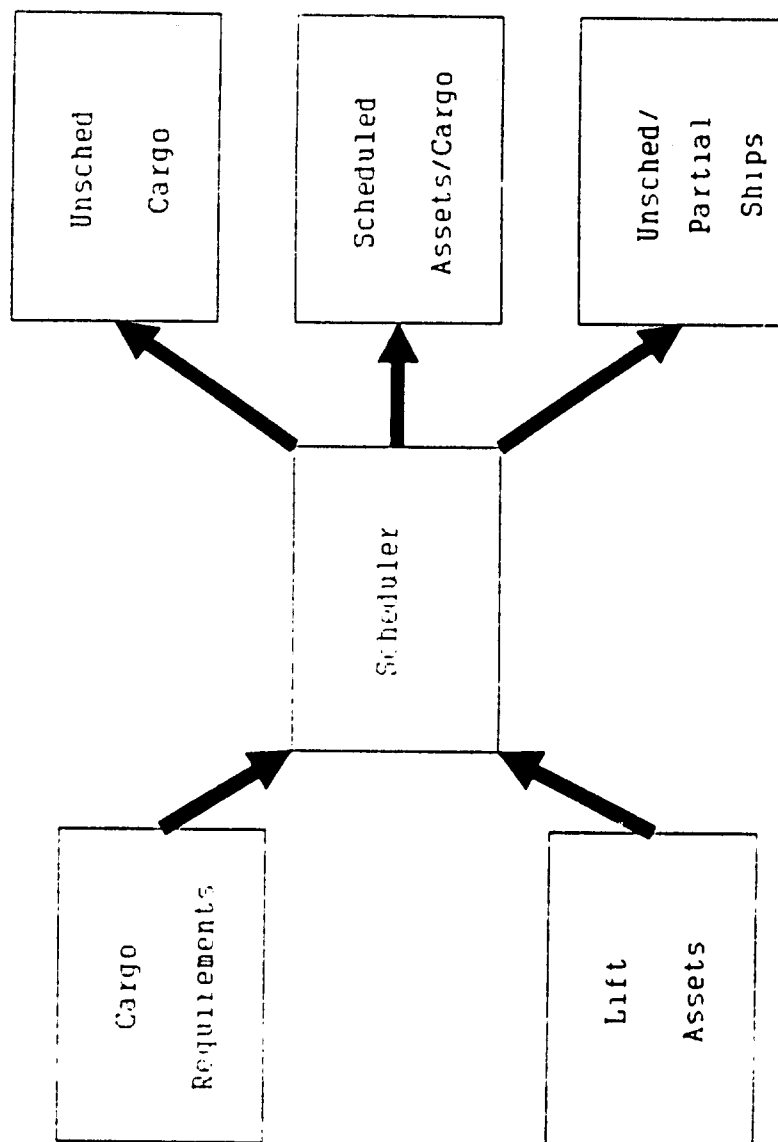 Cargo
Requirements
Lift
Assets
Scheduler
Unsched
Cargo
Scheduled
Assets/Cargo
Unsched/
Partial
Ships